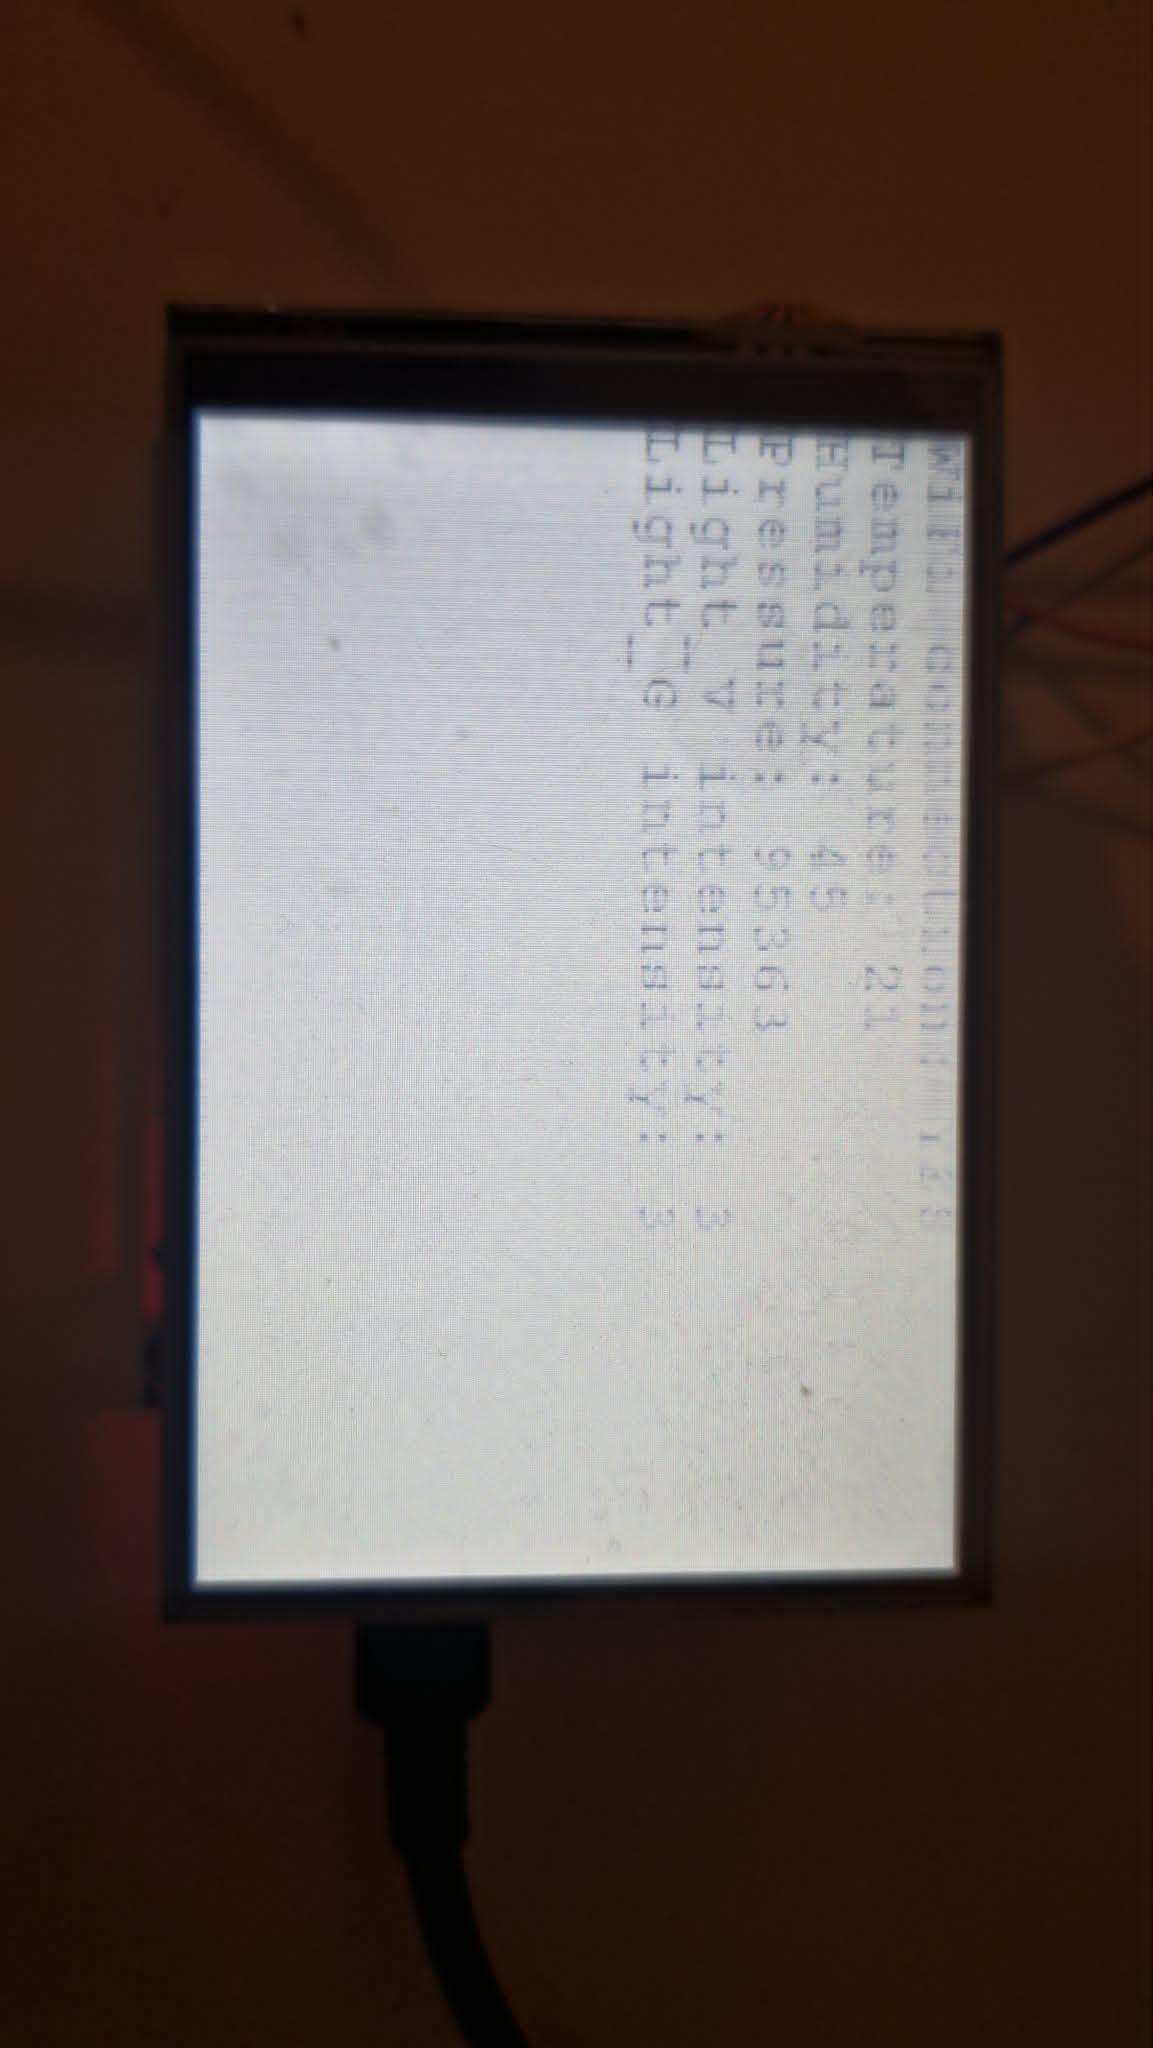 WiFi connection: 
Temperature: 21
Humidity: 45
Pressure: 95363
Light_V intensity: 3
Light_G intensity: 3